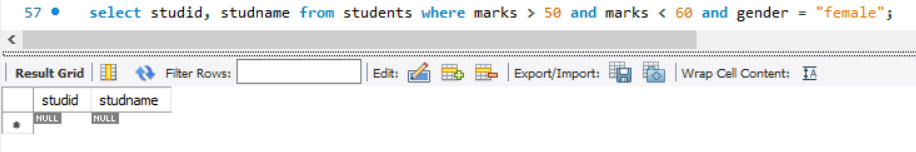 57 select studid, studname from students where marks > 50 and marks < 60 and gender = "female";
Result Grid Filter Rows: Edit: Export/Import: Wrap Cell Content: IA
studid studname
* NULL NULL